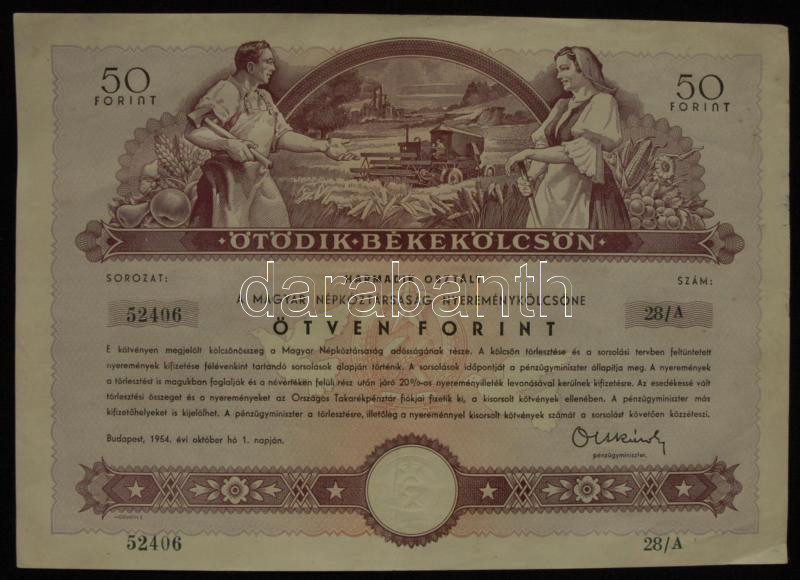 50 FORINT
50 FORINT
ÖTÖDIK · BÉKEKÖLCSÖN
SOROZAT:
HARMADIK OSZTÁLY
SZÁM:
52406
A MAGYAR NÉPKÖZTÁRSASÁG NYEREMÉNYKÖLCSÖNE
28/A
ÖTVEN FORINT
E kötvényen megjelölt kölcsönösszeg a Magyar Népköztársaság adósságának része. A kölcsön törlesztése és a sorsolási tervben feltüntetett
nyeremények kifizetése félévenkint tartandó sorsolások alapján történik. A sorsolások időpontját a pénzügyminiszter állapítja meg. A nyeremények
a törlesztést is magukban foglalják és a névértéken felüli rész után járó 20%-os nyereményilleték levonásával kerülnek kifizetésre. Az esedékessé vált
törlesztési összeget és a nyereményeket az Országos Takarékpénztár fiókjai fizetik ki, a kisorsolt kötvények ellenében. A pénzügyminiszter más
kifizetőhelyeket is kijelölhet. A pénzügyminiszter a törlesztésre, illetőleg a nyereménnyel kisorsolt kötvények számát a sorsolást követően közzéteszi.
Budapest, 1954. évi október hó 1. napján.
pénzügyminiszter.
52406
28/A
darabanth